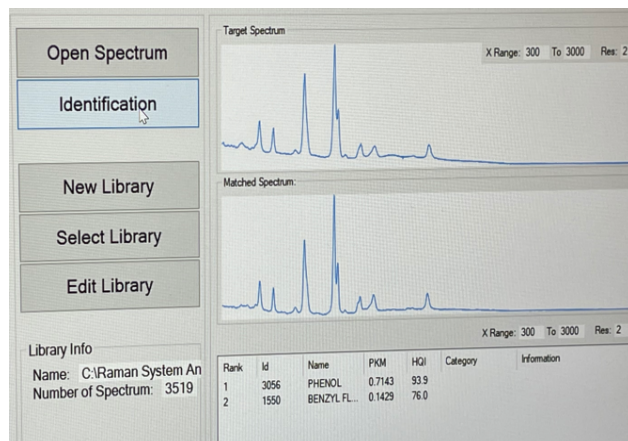 Open Spectrum
Identification
New Library
Select Library
Edit Library
Library Info
Name: C:\Raman System An
Number of Spectrum: 3519
Target Spectrum
X Range: 300 To 3000 Res: 2
Matched Spectrum:
X Range: 300 To 3000 Res: 2
Rank Id Name PKM HQI Category Information
1 3056 PHENOL 0.7143 93.9
2 1550 BENZYL FL... 0.1429 76.0